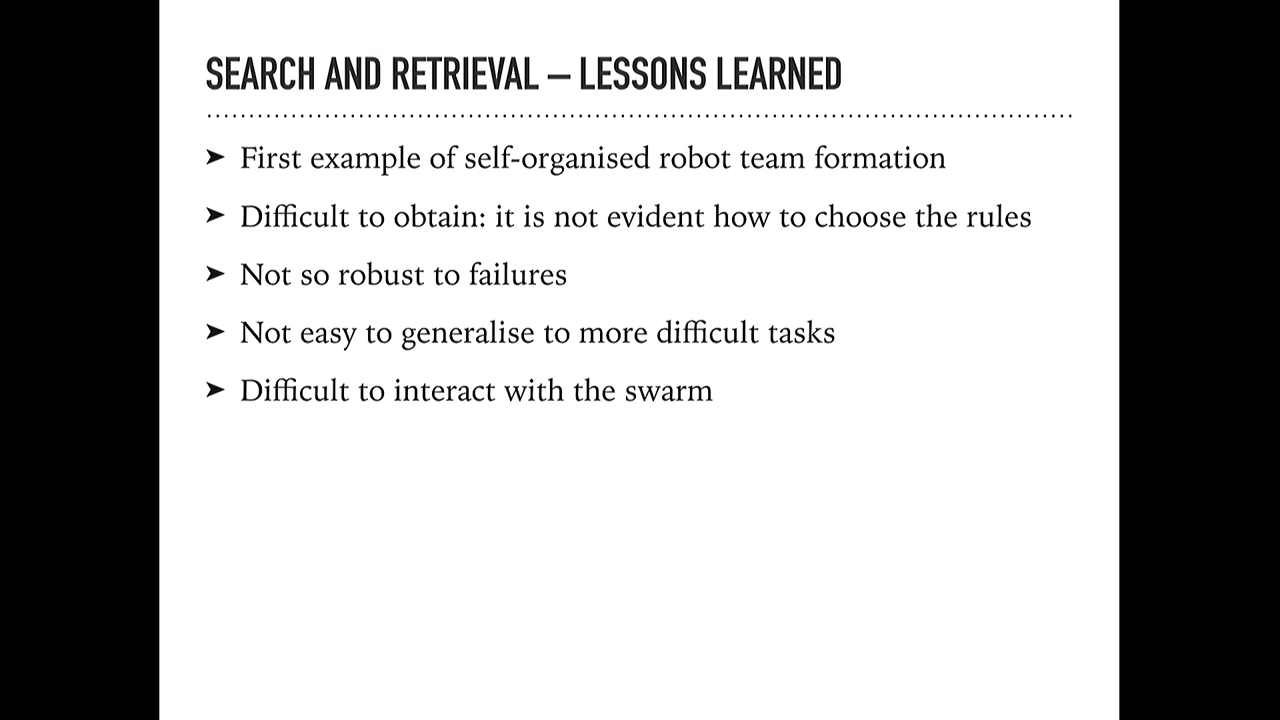 SEARCH AND RETRIEVAL – LESSONS LEARNED
➤ First example of self-organised robot team formation
➤ Difficult to obtain: it is not evident how to choose the rules
➤ Not so robust to failures
➤ Not easy to generalise to more difficult tasks
➤ Difficult to interact with the swarm